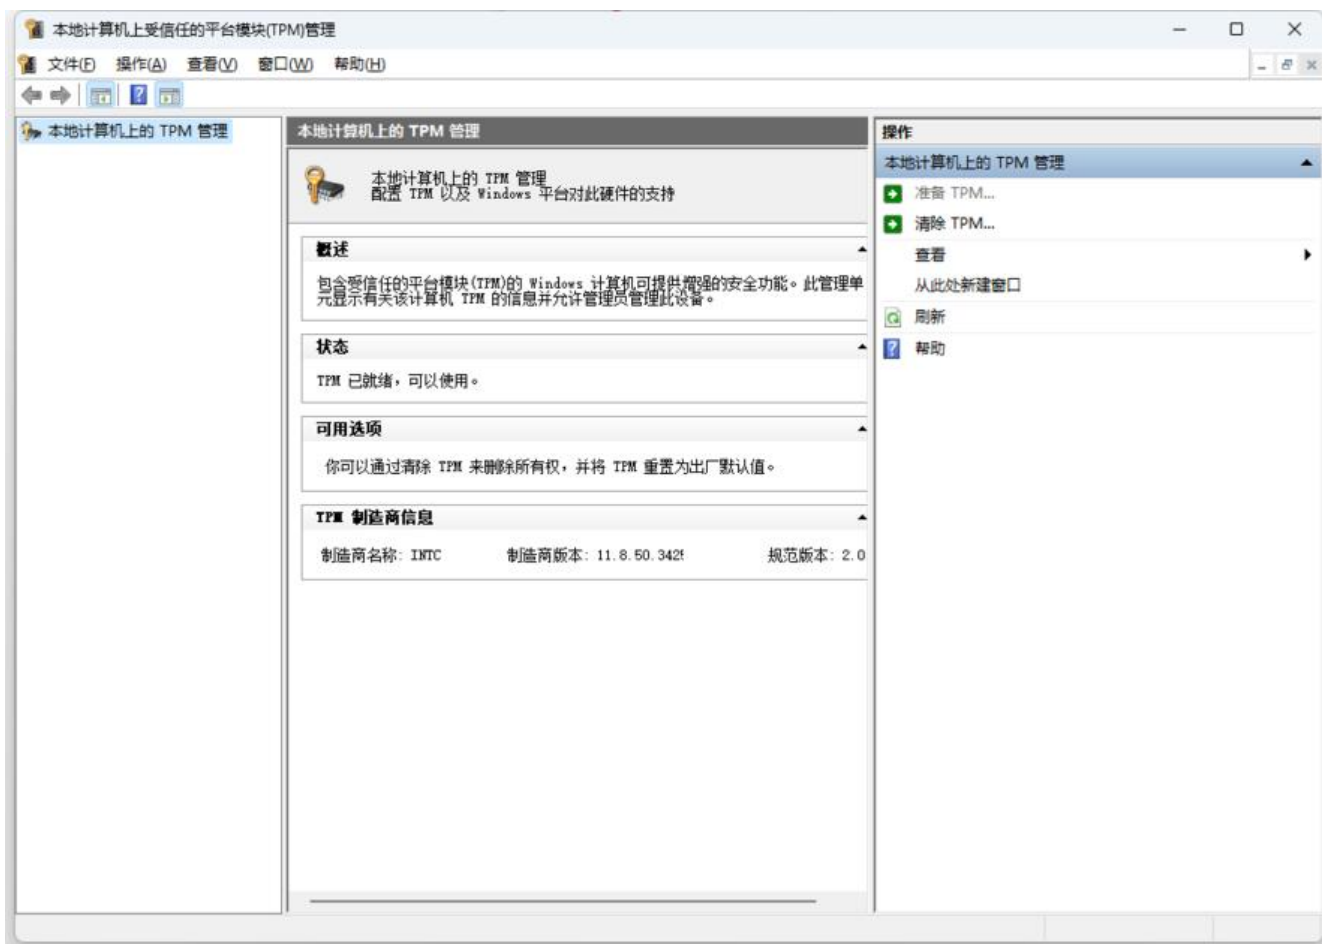 本地计算机上受信任的平台模块(TPM)管理
文件(F) 操作(A) 查看(V) 窗口(W) 帮助(H)
本地计算机上的 TPM 管理
本地计算机上的 TPM 管理
本地计算机上的 TPM 管理
配置 TPM 以及 Windows 平台对此硬件的支持
概述
包含受信任的平台模块(TPM)的 Windows 计算机可提供增强的安全功能。此管理单
元显示有关该计算机 TPM 的信息并允许管理员管理此设备。
状态
TPM 已就绪，可以使用。
可用选项
你可以通过清除 TPM 来删除所有权，并将 TPM 重置为出厂默认值。
TPM 制造商信息
制造商名称: INTC 制造商版本: 11.8.50.342 规范版本: 2.0
操作
本地计算机上的 TPM 管理
准备 TPM...
清除 TPM...
查看
从此处新建窗口
刷新
帮助